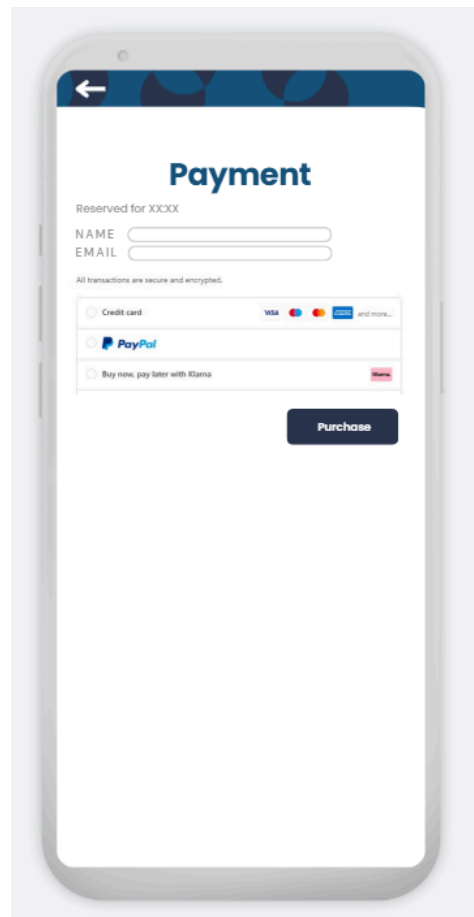 Payment
Reserved for XX:XX
NAME
EMAIL
All transactions are secure and encrypted.
Credit card VISA and more...
PayPal
Buy now, pay later with Klarna Klarna.
Purchase